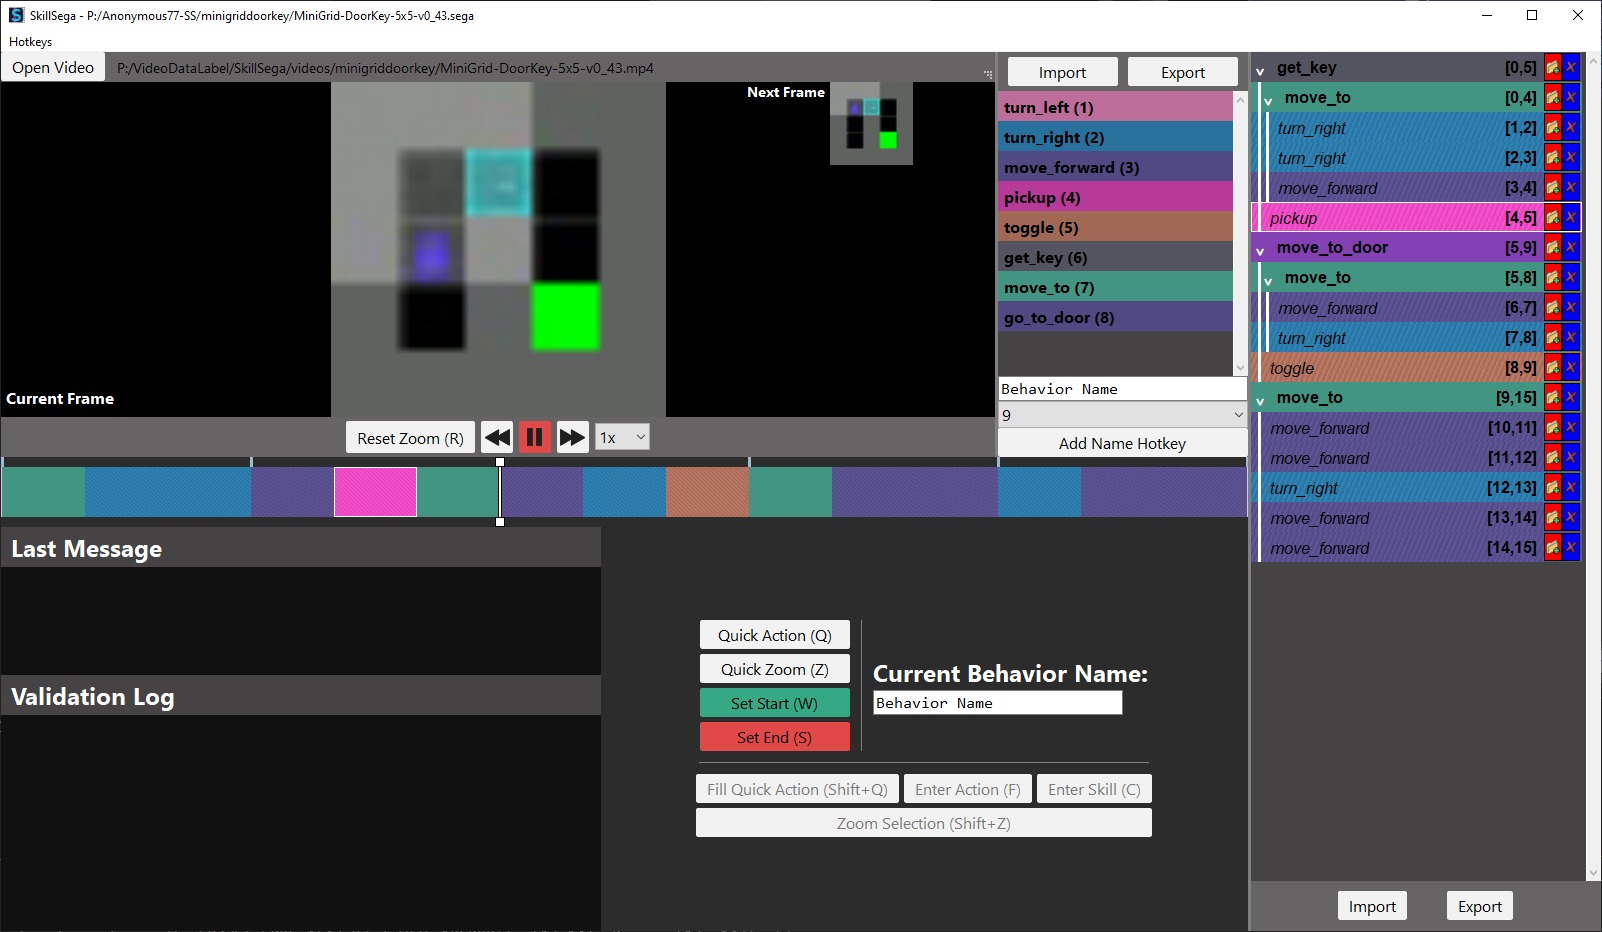 SkillSega - P:/Anonymous77-SS/minigriddoorkey/MiniGrid-DoorKey-5x5-v0_43.sega
Hotkeys
Open Video
P:/VideoDataLabel/SkillSega/videos/minigriddoorkey/MiniGrid-DoorKey-5x5-v0_43.mp4
Next Frame
Current Frame
Reset Zoom (R)
1x
Import
Export
turn_left (1)
turn_right (2)
move_forward (3)
pickup (4)
toggle (5)
get_key (6)
move_to (7)
go_to_door (8)
Behavior Name
9
Add Name Hotkey
get_key [0,5]
move_to [0,4]
turn_right [1,2]
turn_right [2,3]
move_forward [3,4]
pickup [4,5]
move_to_door [5,9]
move_to [5,8]
move_forward [6,7]
turn_right [7,8]
toggle [8,9]
move_to [9,15]
move_forward [10,11]
move_forward [11,12]
turn_right [12,13]
move_forward [13,14]
move_forward [14,15]
Last Message
Validation Log
Quick Action (Q)
Quick Zoom (Z)
Set Start (W)
Set End (S)
Current Behavior Name:
Behavior Name
Fill Quick Action (Shift+Q)
Enter Action (F)
Enter Skill (C)
Zoom Selection (Shift+Z)
Import
Export